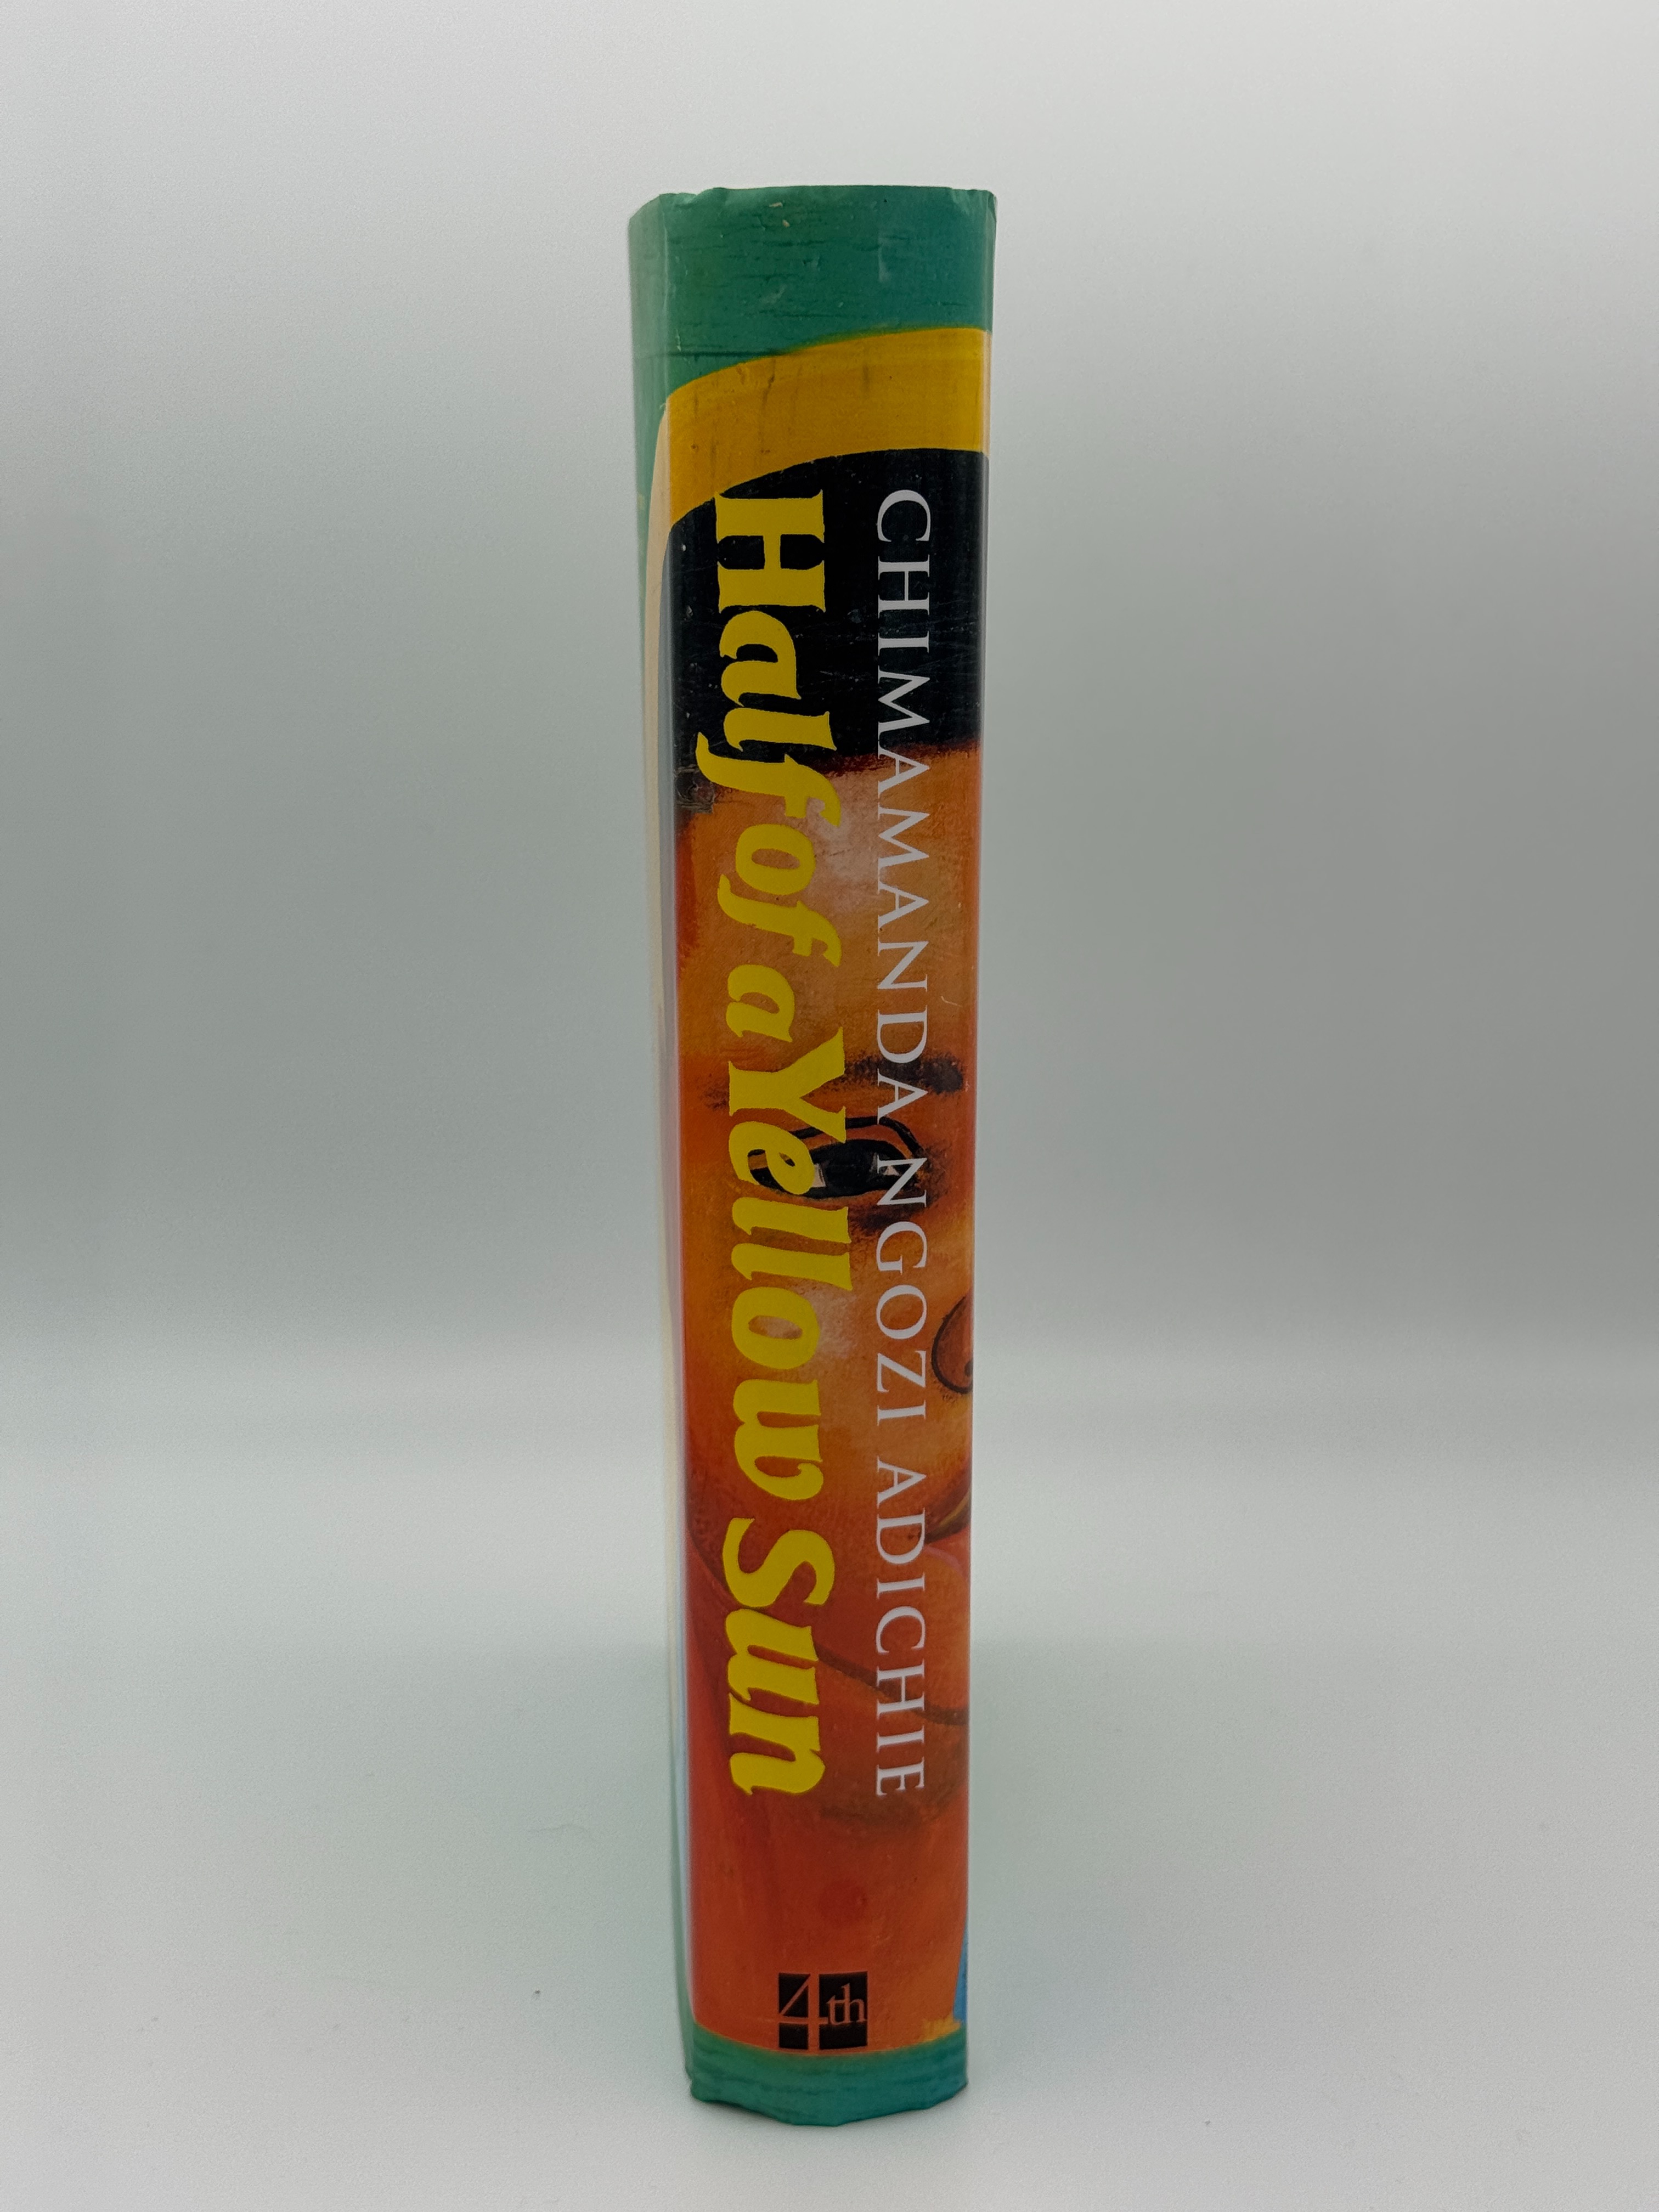 CHIMAMANDA NGOZI ADICHIE
Half of a Yellow Sun
4th